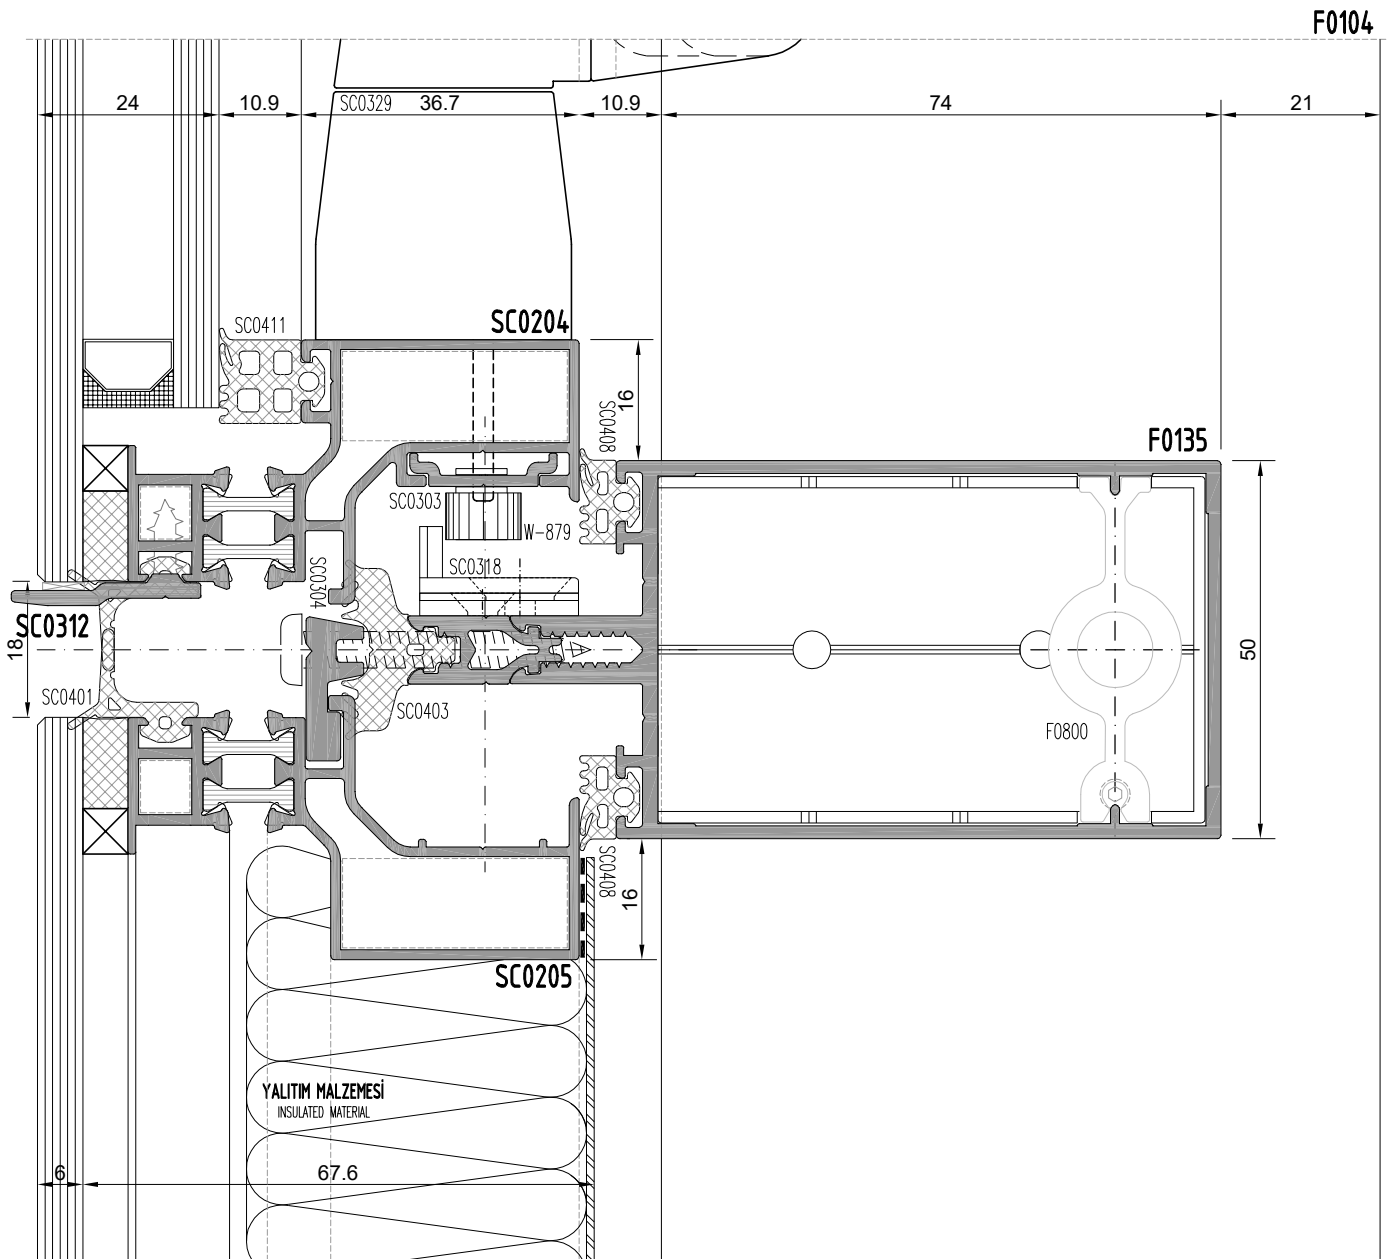 F0104
24
10.9
SC0329
36.7
10.9
74
21
SC0411
SC0204
16
SC0408
F0135
SC0303
W-879
SC0318
SC0304
SC0312
18
50
SC0401
SC0403
F0800
SC0408
16
SC0205
YALITIM MALZEMESİ
INSULATED MATERIAL
6
67.6